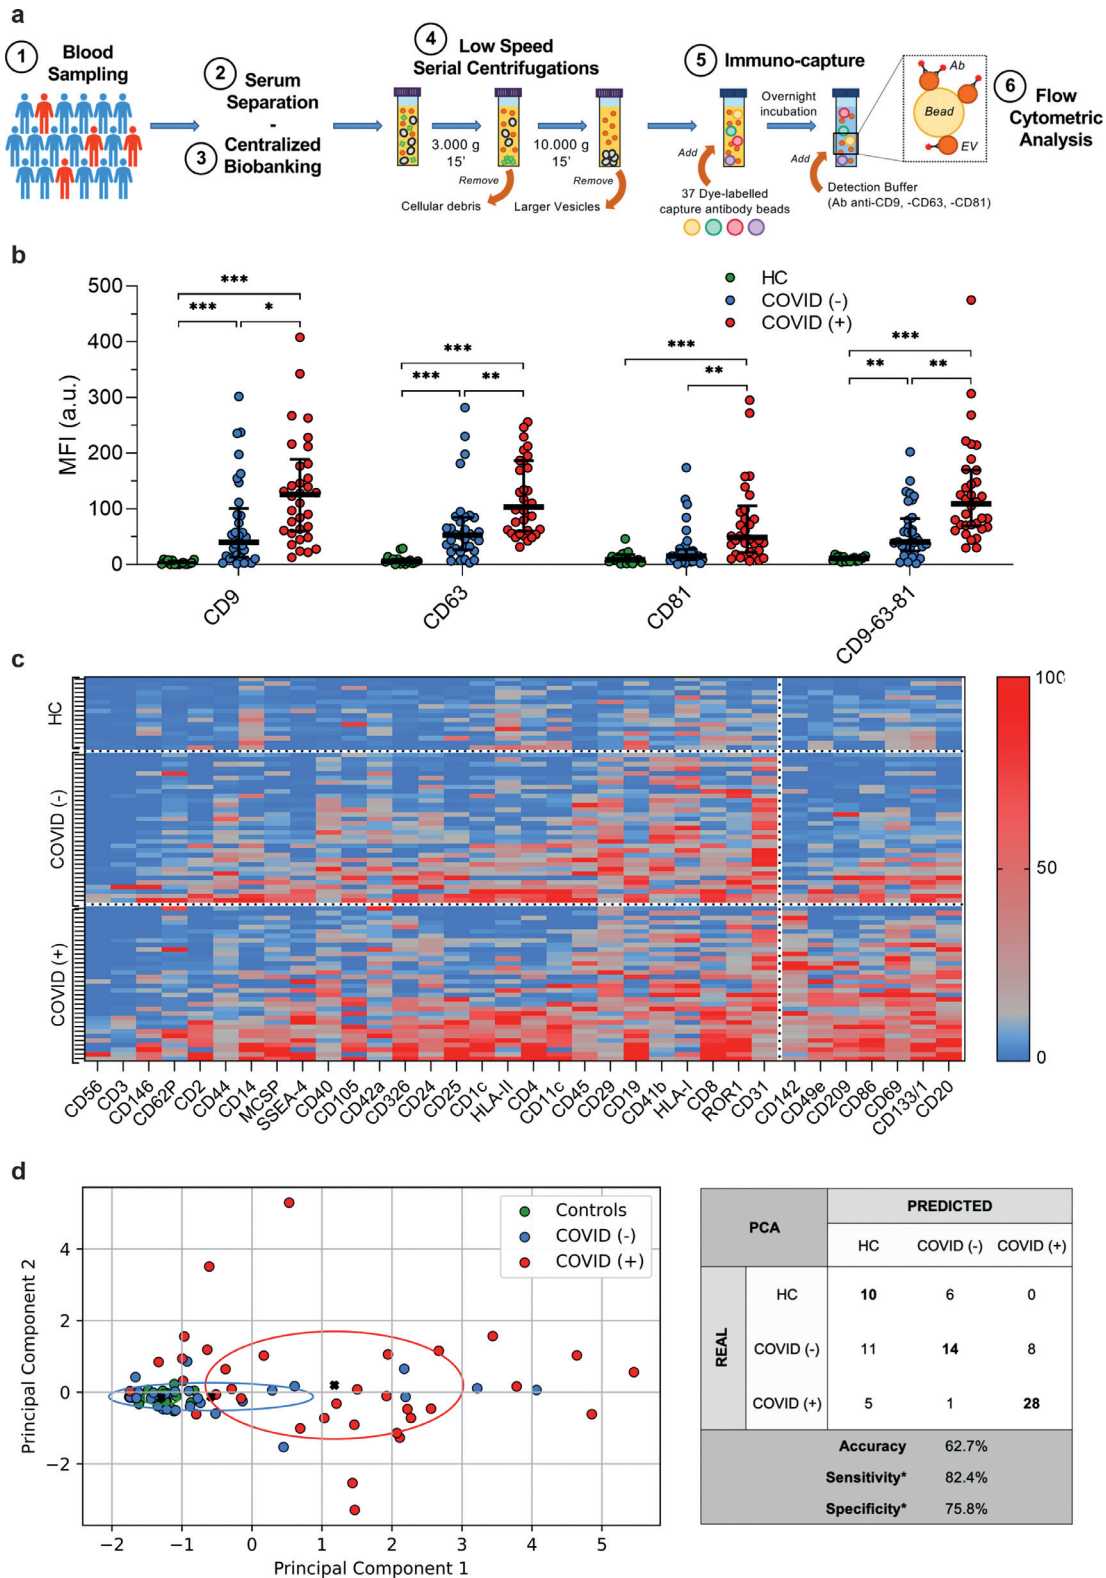 a
1 Blood
Sampling
2 Serum
Separation
-
3 Centralized
Biobanking
4 Low Speed
Serial Centrifugations
3.000 g
15'
Remove
Cellular debris
10.000 g
15'
Remove
Larger Vesicles
5 Immuno-capture
Add
37 Dye-labelled
capture antibody beads
Overnight
incubation
Add
Detection Buffer
(Ab anti-CD9, -CD63, -CD81)
Ab
Bead
EV
6 Flow
Cytometric
Analysis
b
MFI (a.u.)
500
400
300
200
100
0
HC
COVID (-)
COVID (+)
*** *** *
*** *** **
*** **
*** ** **
CD9 CD63 CD81 CD9-63-81
c
HC
COVID (-)
COVID (+)
100
50
0
CD56 CD3 CD146 CD62P CD2 CD44 CD14 MCSP SSEA-4 CD40 CD105 CD42a CD326 CD24 CD25 CD1c HLA-II CD4 CD11c CD45 CD29 CD19 CD41b HLA-I CD8 ROR1 CD31 CD142 CD49e CD209 CD86 CD69 CD133/1 CD20
d
Principal Component 2
4
2
0
−2
Controls
COVID (-)
COVID (+)
−2 −1 0 1 2 3 4 5
Principal Component 1
PCA PREDICTED
HC COVID (-) COVID (+)
REAL
HC 10 6 0
COVID (-) 11 14 8
COVID (+) 5 1 28
Accuracy 62.7%
Sensitivity* 82.4%
Specificity* 75.8%